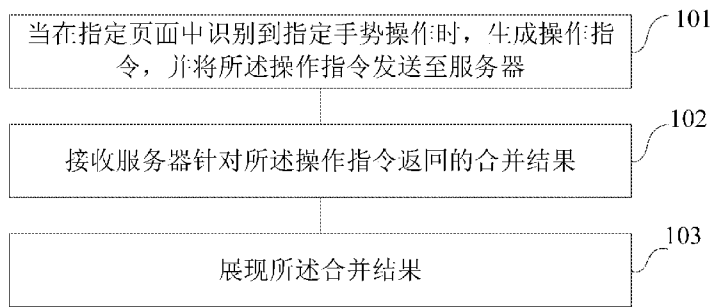 当在指定页面中识别到指定手势操作时，生成操作指
令，并将所述操作指令发送至服务器
101
接收服务器针对所述操作指令返回的合并结果
102
展现所述合并结果
103